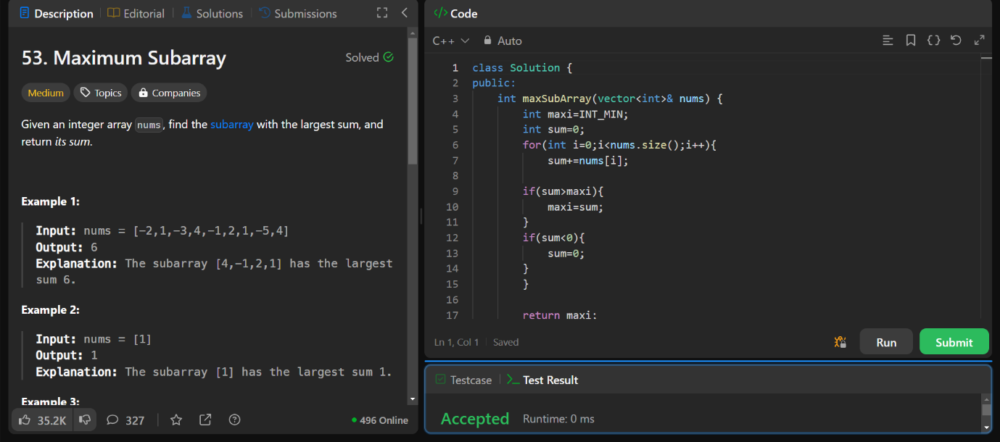 Description | Editorial | Solutions | Submissions
53. Maximum Subarray
Solved
Medium
Topics
Companies
Given an integer array nums, find the subarray with the largest sum, and
return its sum.
Example 1:
Input: nums = [-2,1,-3,4,-1,2,1,-5,4]
Output: 6
Explanation: The subarray [4,-1,2,1] has the largest
sum 6.
Example 2:
Input: nums = [1]
Output: 1
Explanation: The subarray [1] has the largest sum 1.
Example 3:
35.2K
327
496 Online
</> Code
C++
Auto
1 class Solution {
2 public:
3     int maxSubArray(vector<int>& nums) {
4         int maxi=INT_MIN;
5         int sum=0;
6         for(int i=0;i<nums.size();i++){
7             sum+=nums[i];
8
9         if(sum>maxi){
10             maxi=sum;
11         }
12         if(sum<0){
13             sum=0;
14         }
15         }
16
17         return maxi;
Ln 1, Col 1 | Saved
Run
Submit
Testcase | >_ Test Result
Accepted
Runtime: 0 ms